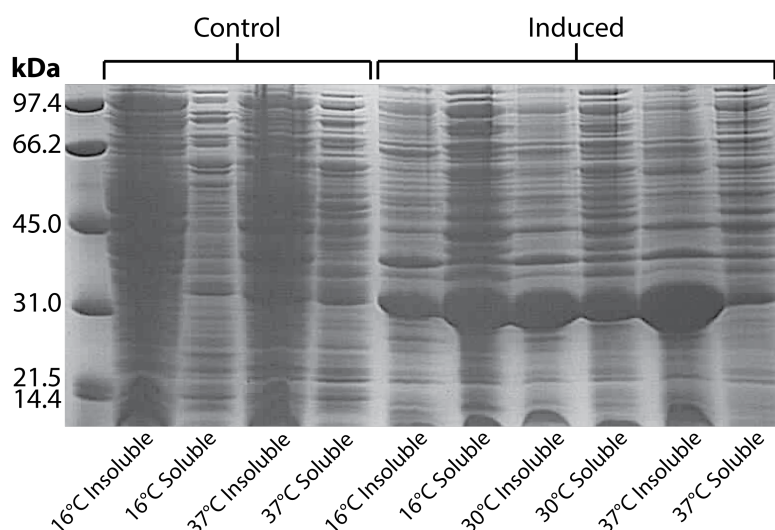 Control
Induced
kDa
97.4
66.2
45.0
31.0
21.5
14.4
16°C Insoluble
16°C Soluble
37°C Insoluble
37°C Soluble
16°C Insoluble
16°C Soluble
30°C Insoluble
30°C Soluble
37°C Insoluble
37°C Soluble